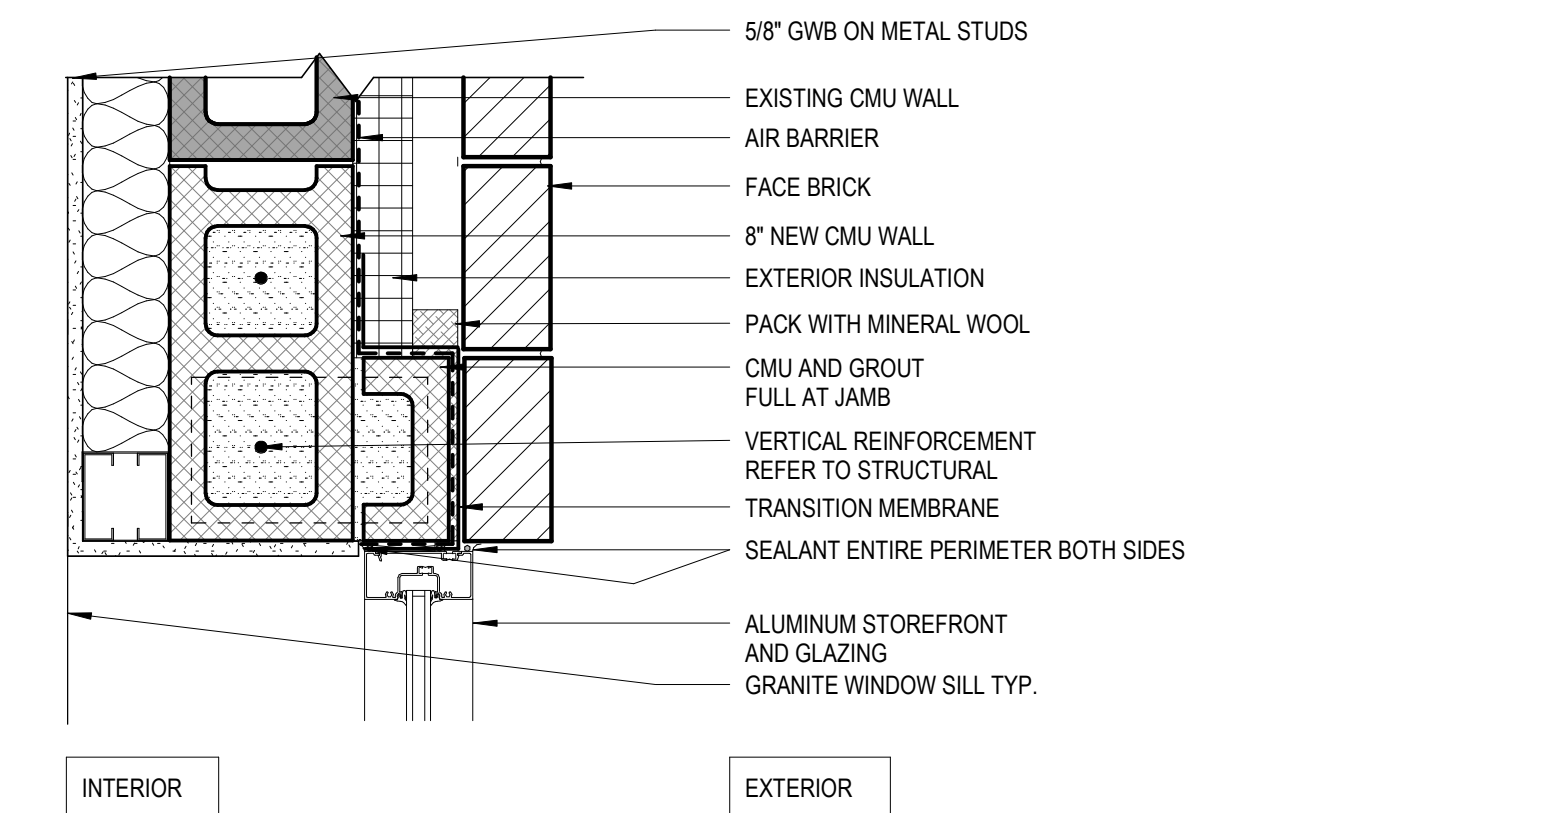 5/8" GWB ON METAL STUDS
EXISTING CMU WALL
AIR BARRIER
FACE BRICK
8" NEW CMU WALL
EXTERIOR INSULATION
PACK WITH MINERAL WOOL
CMU AND GROUT
FULL AT JAMB
VERTICAL REINFORCEMENT
REFER TO STRUCTURAL
TRANSITION MEMBRANE
SEALANT ENTIRE PERIMETER BOTH SIDES
ALUMINUM STOREFRONT
AND GLAZING
GRANITE WINDOW SILL TYP.
INTERIOR
EXTERIOR